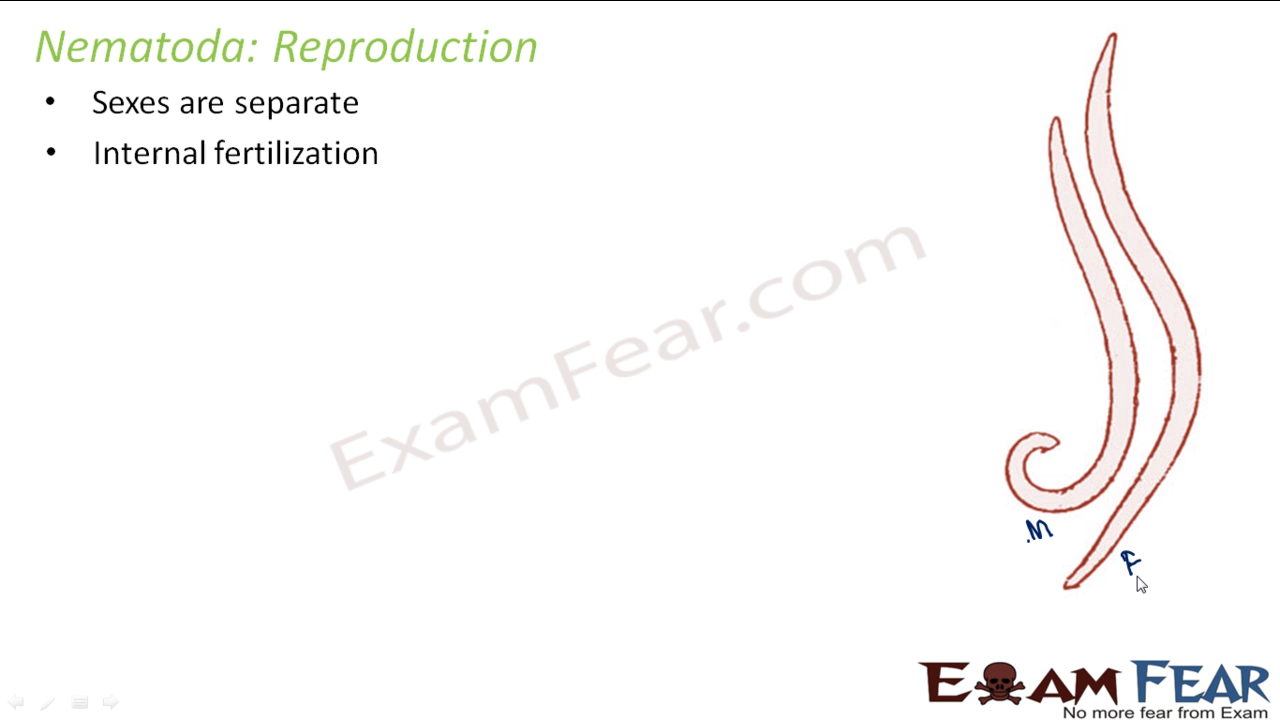 Nematoda: Reproduction
• Sexes are separate
• Internal fertilization
ExamFear.com
M
F
EXAM FEAR
No more fear from Exam